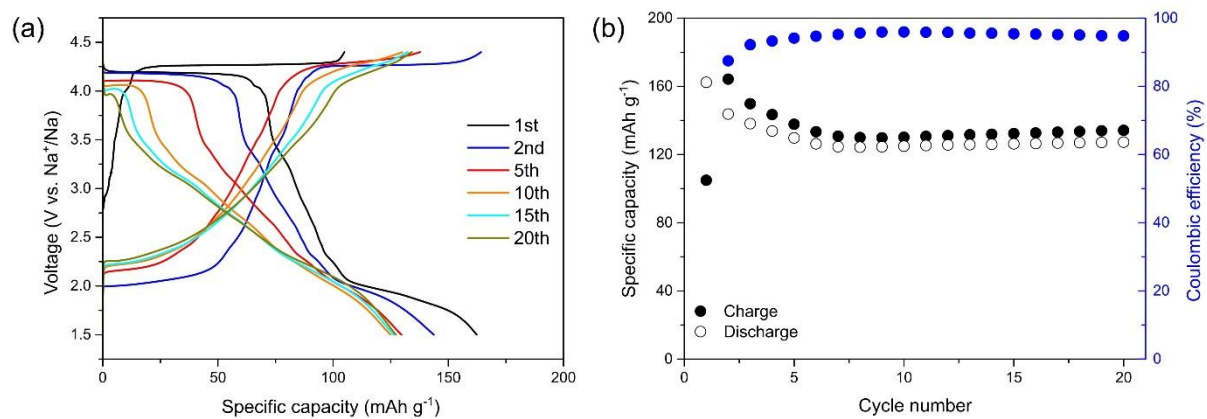 (a)
4.5
4.0
3.5
3.0
2.5
2.0
1.5
Voltage (V vs. Na⁺/Na)
1st
2nd
5th
10th
15th
20th
0 50 100 150 200
Specific capacity (mAh g⁻¹)
(b)
200
160
120
80
40
0
Specific capacity (mAh g⁻¹)
Charge
Discharge
0 5 10 15 20
Cycle number
100
80
60
40
20
0
Coulombic efficiency (%)